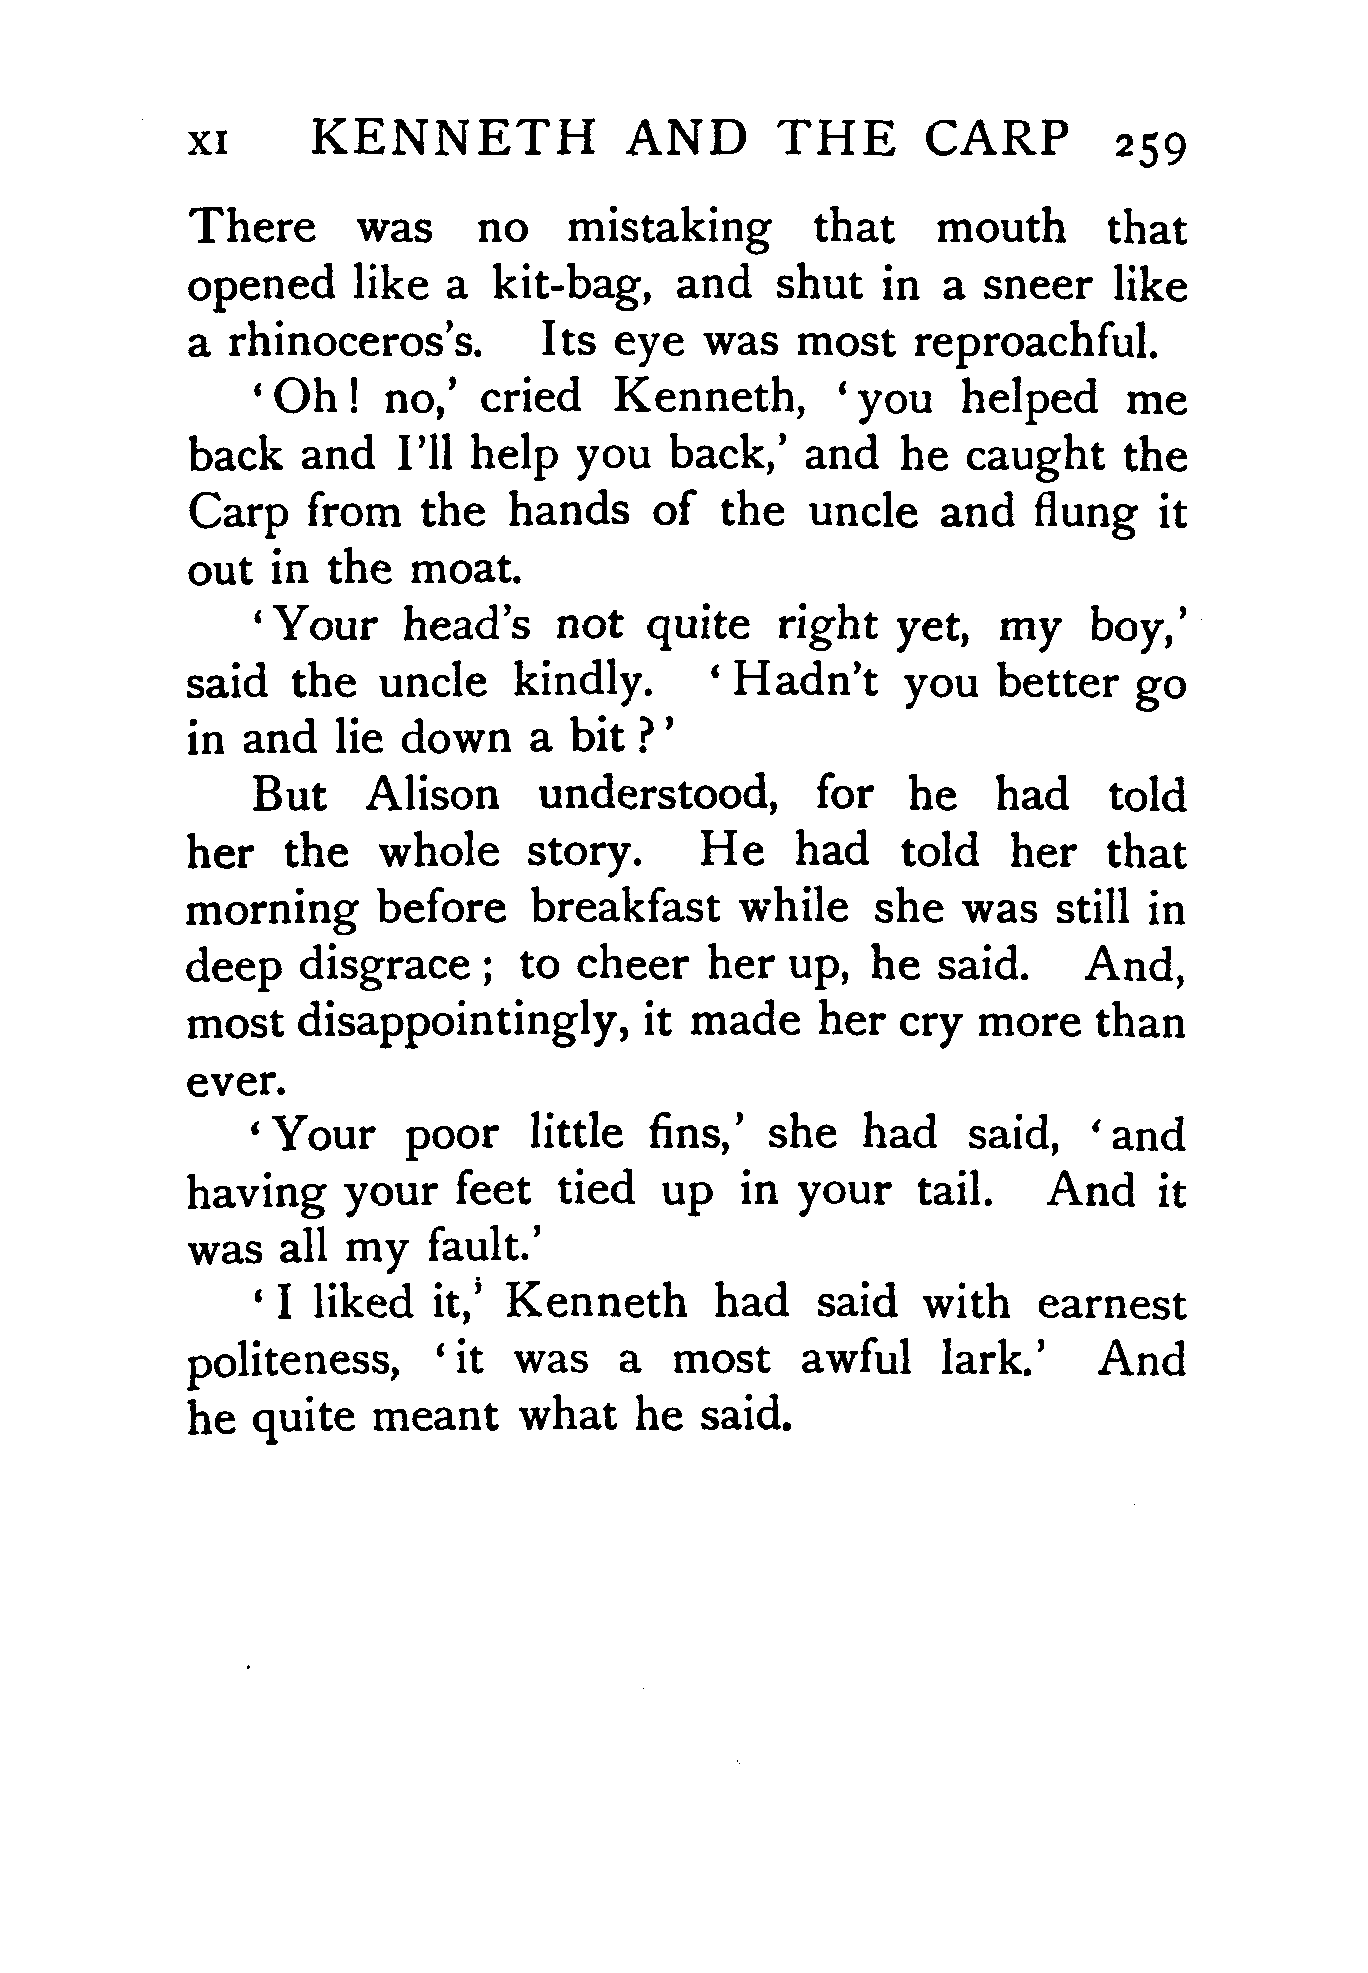 XI KENNETH AND THE CARP 259
There was no mistaking that mouth that
opened like a kit-bag, and shut in a sneer like
a rhinoceros's. Its eye was most reproachful.
‘Oh! no,’ cried Kenneth, ‘you helped me
back and I’ll help you back,’ and he caught the
Carp from the hands of the uncle and flung it
out in the moat.
‘Your head’s not quite right yet, my boy,’
said the uncle kindly. ‘Hadn’t you better go
in and lie down a bit?’
But Alison understood, for he had told
her the whole story. He had told her that
morning before breakfast while she was still in
deep disgrace; to cheer her up, he said. And,
most disappointingly, it made her cry more than
ever.
‘Your poor little fins,’ she had said, ‘and
having your feet tied up in your tail. And it
was all my fault.’
‘I liked it,’ Kenneth had said with earnest
politeness, ‘it was a most awful lark.’ And
he quite meant what he said.